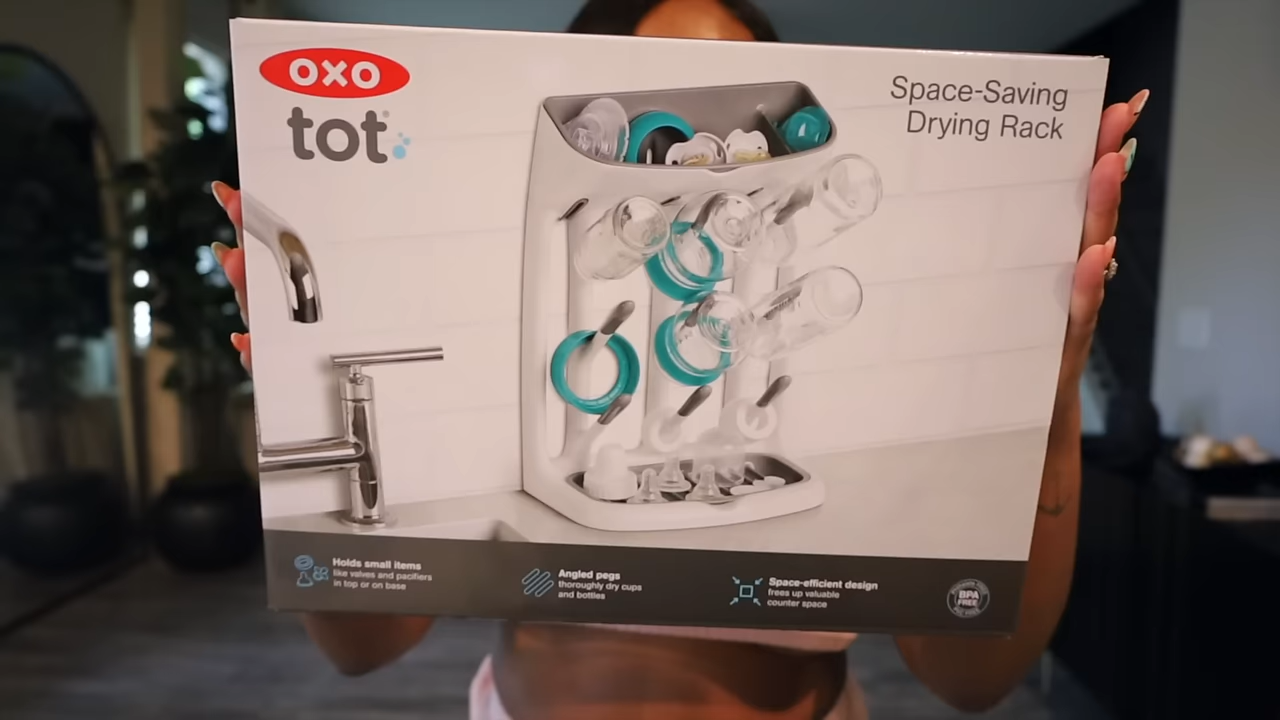 OXO
tot
Space-Saving
Drying Rack
Holds small items
like valves and pacifiers
in top or on base
Angled pegs
thoroughly dry cups
and bottles
Space-efficient design
frees up valuable
counter space
BPA
FREE